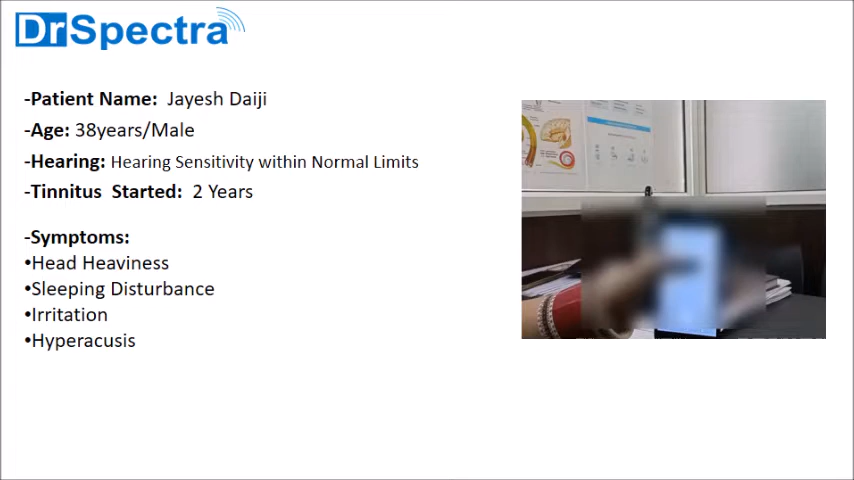 DrSpectra
-Patient Name: Jayesh Daiji
-Age: 38years/Male
-Hearing: Hearing Sensitivity within Normal Limits
-Tinnitus Started: 2 Years
-Symptoms:
•Head Heaviness
•Sleeping Disturbance
•Irritation
•Hyperacusis